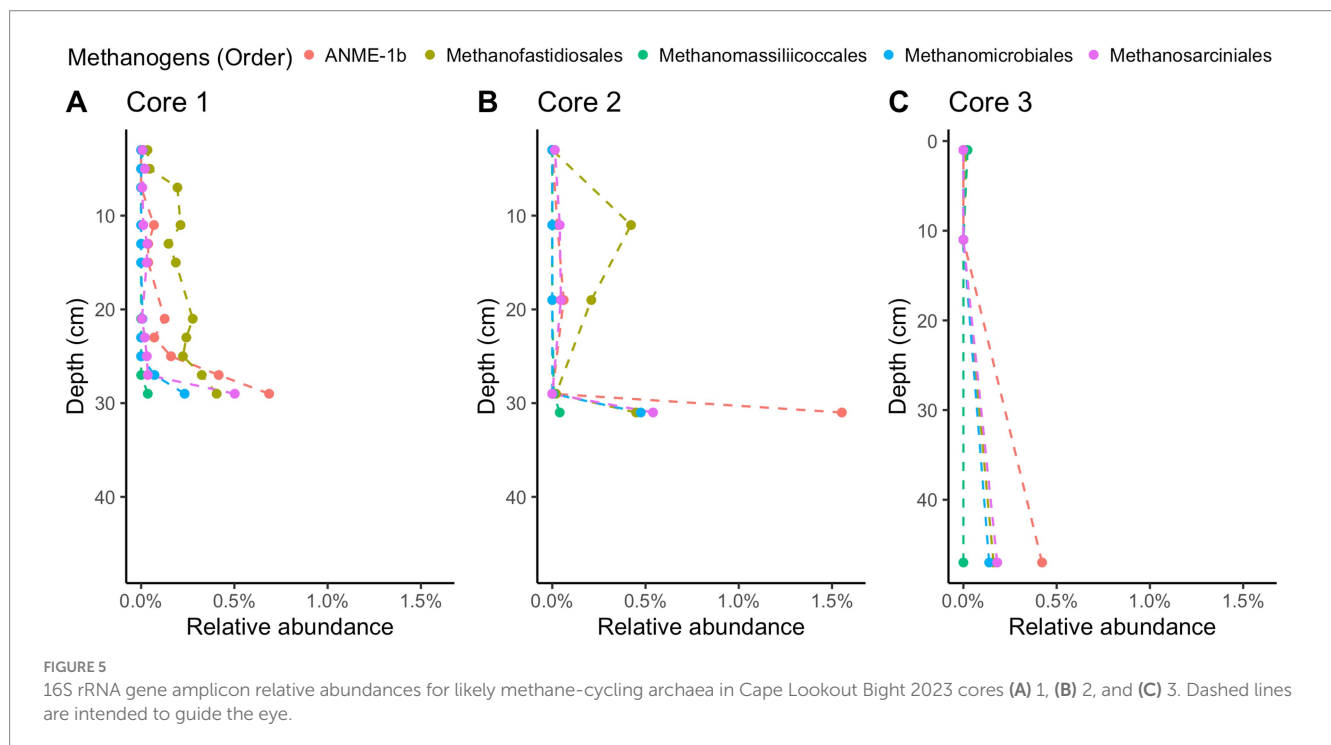 Methanogens (Order) ANME-1b Methanofastidiosales Methanomassiliicoccales Methanomicrobiales Methanosarciniales
A Core 1
B Core 2
C Core 3
Depth (cm)
10
20
30
40
0.0% 0.5% 1.0% 1.5%
Relative abundance
Depth (cm)
10
20
30
40
0.0% 0.5% 1.0% 1.5%
Relative abundance
Depth (cm)
0
10
20
30
40
0.0% 0.5% 1.0% 1.5%
Relative abundance
FIGURE 5
16S rRNA gene amplicon relative abundances for likely methane-cycling archaea in Cape Lookout Bight 2023 cores (A) 1, (B) 2, and (C) 3. Dashed lines
are intended to guide the eye.